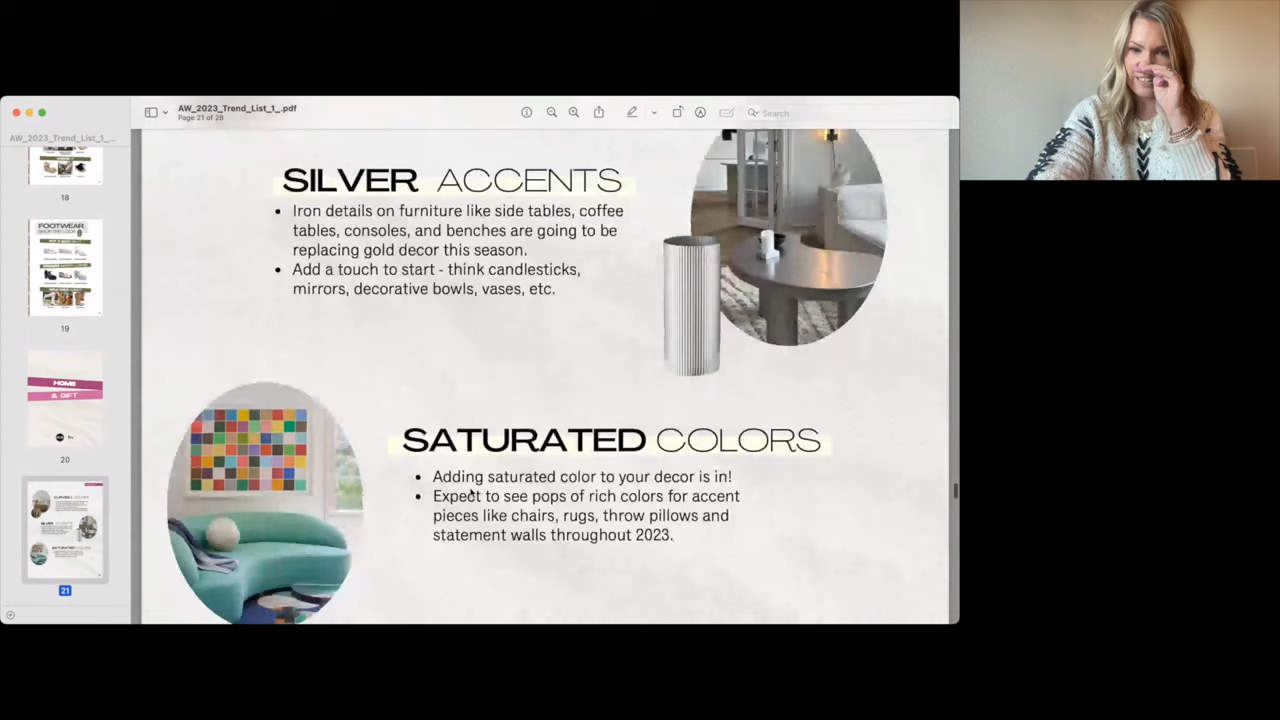 AW_2023_Trend_List_1_.pdf
Page 21 of 28
Search
AW_2023_Trend_List_1_...
18
FOOTWEAR
19
HOME
& GIFT
20
21
SILVER ACCENTS
• Iron details on furniture like side tables, coffee
tables, consoles, and benches are going to be
replacing gold decor this season.
• Add a touch to start - think candlesticks,
mirrors, decorative bowls, vases, etc.
SATURATED COLORS
• Adding saturated color to your decor is in!
• Expect to see pops of rich colors for accent
pieces like chairs, rugs, throw pillows and
statement walls throughout 2023.